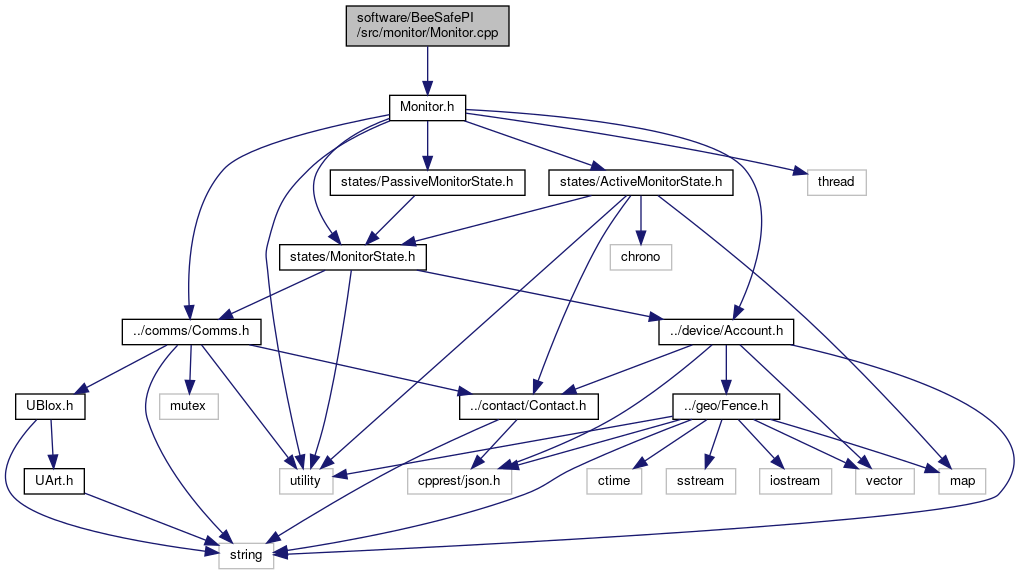 software/BeeSafePI
/src/monitor/Monitor.cpp
Monitor.h
states/PassiveMonitorState.h
states/ActiveMonitorState.h
thread
states/MonitorState.h
chrono
../comms/Comms.h
../device/Account.h
UBlox.h
mutex
../contact/Contact.h
../geo/Fence.h
UArt.h
utility
cpprest/json.h
ctime
sstream
iostream
vector
map
string